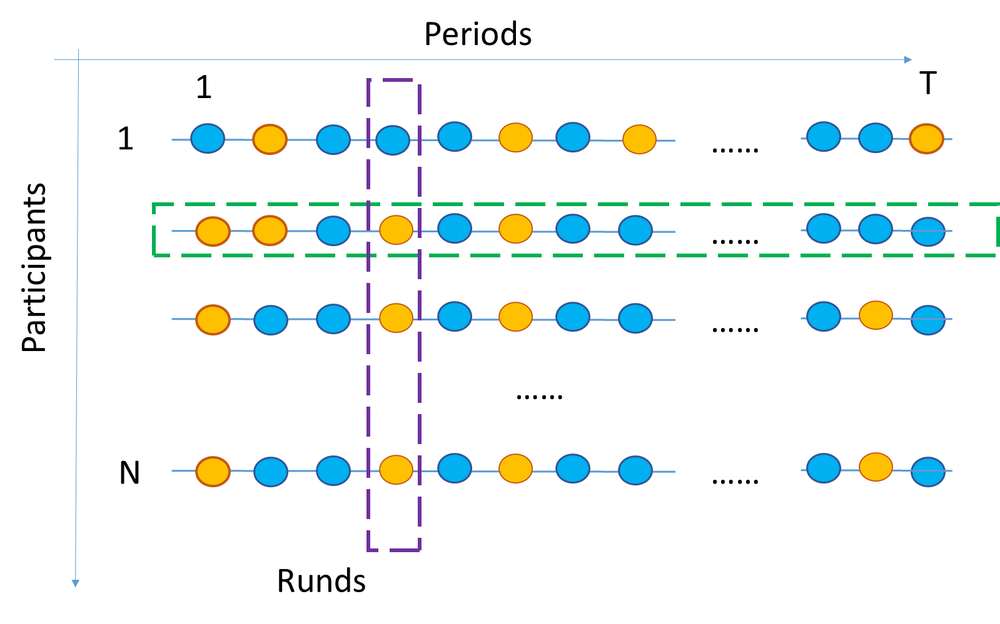 Periods
1
T
1
......
......
Participants
......
......
N
......
Runds